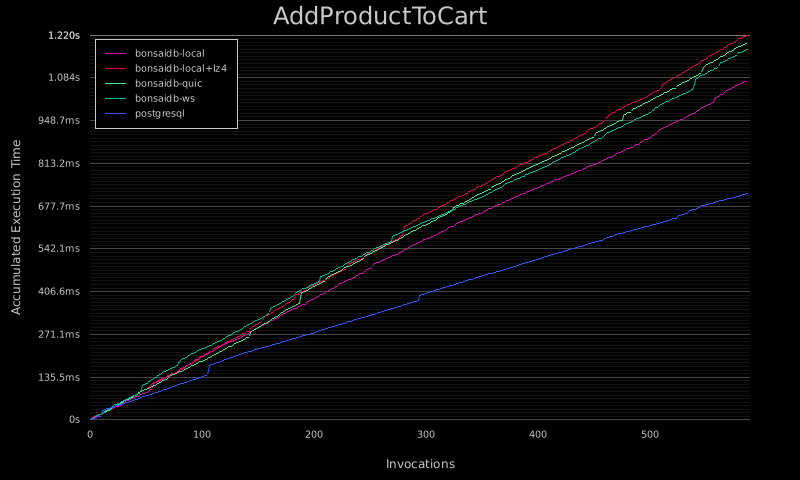 AddProductToCart
1.220s
bonsaidb-local
bonsaidb-local+lz4
1.084s
bonsaidb-quic
bonsaidb-ws
postgresql
948.7ms
813.2ms
677.7ms
542.1ms
406.6ms
271.1ms
135.5ms
0s
Accumulated Execution Time
0 100 200 300 400 500
Invocations